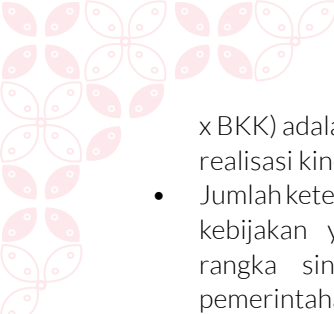 x BKK) adal
realisasi kin
• Jumlah kete
kebijakan y
rangka sin
pemerintah